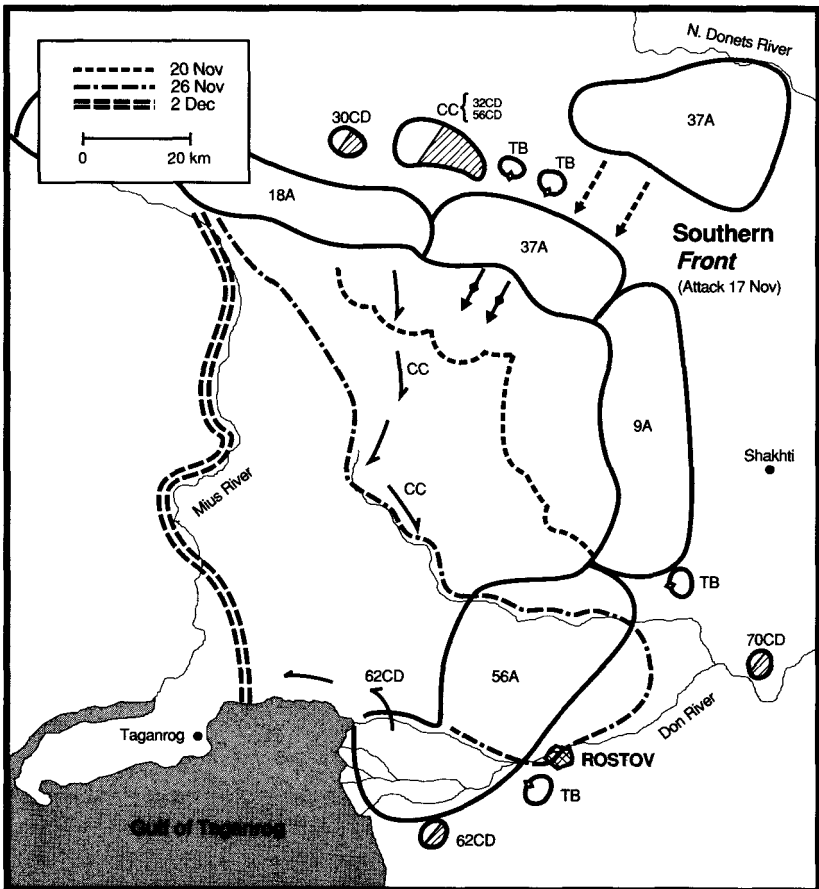 N. Donets River
20 Nov
26 Nov
2 Dec
0 20 km
30CD
CC { 32CD
56CD
TB
TB
37A
18A
37A
Southern
Front
(Attack 17 Nov)
CC
9A
Shakhti
CC
Mius River
TB
70CD
62CD
56A
Don River
Taganrog
ROSTOV
TB
Gulf of Taganrog
62CD